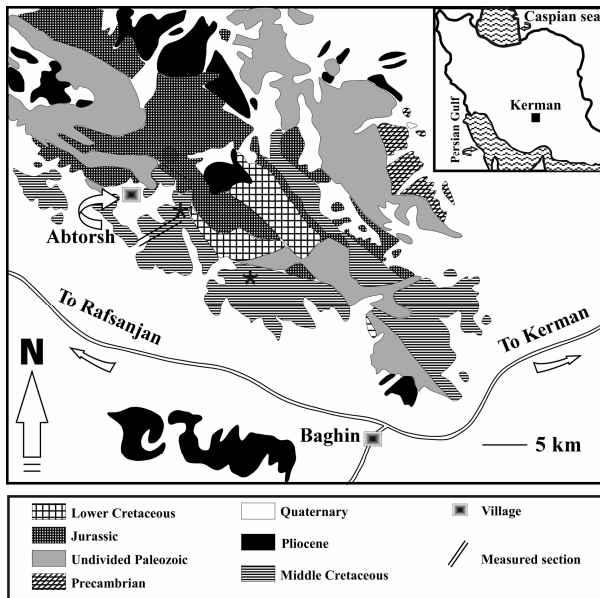 Caspian sea
Kerman
Persian Gulf
Abtorsh
To Rafsanjan
To Kerman
N
Baghin
5 km
Lower Cretaceous
Jurassic
Undivided Paleozoic
Precambrian
Quaternary
Pliocene
Middle Cretaceous
Village
Measured section